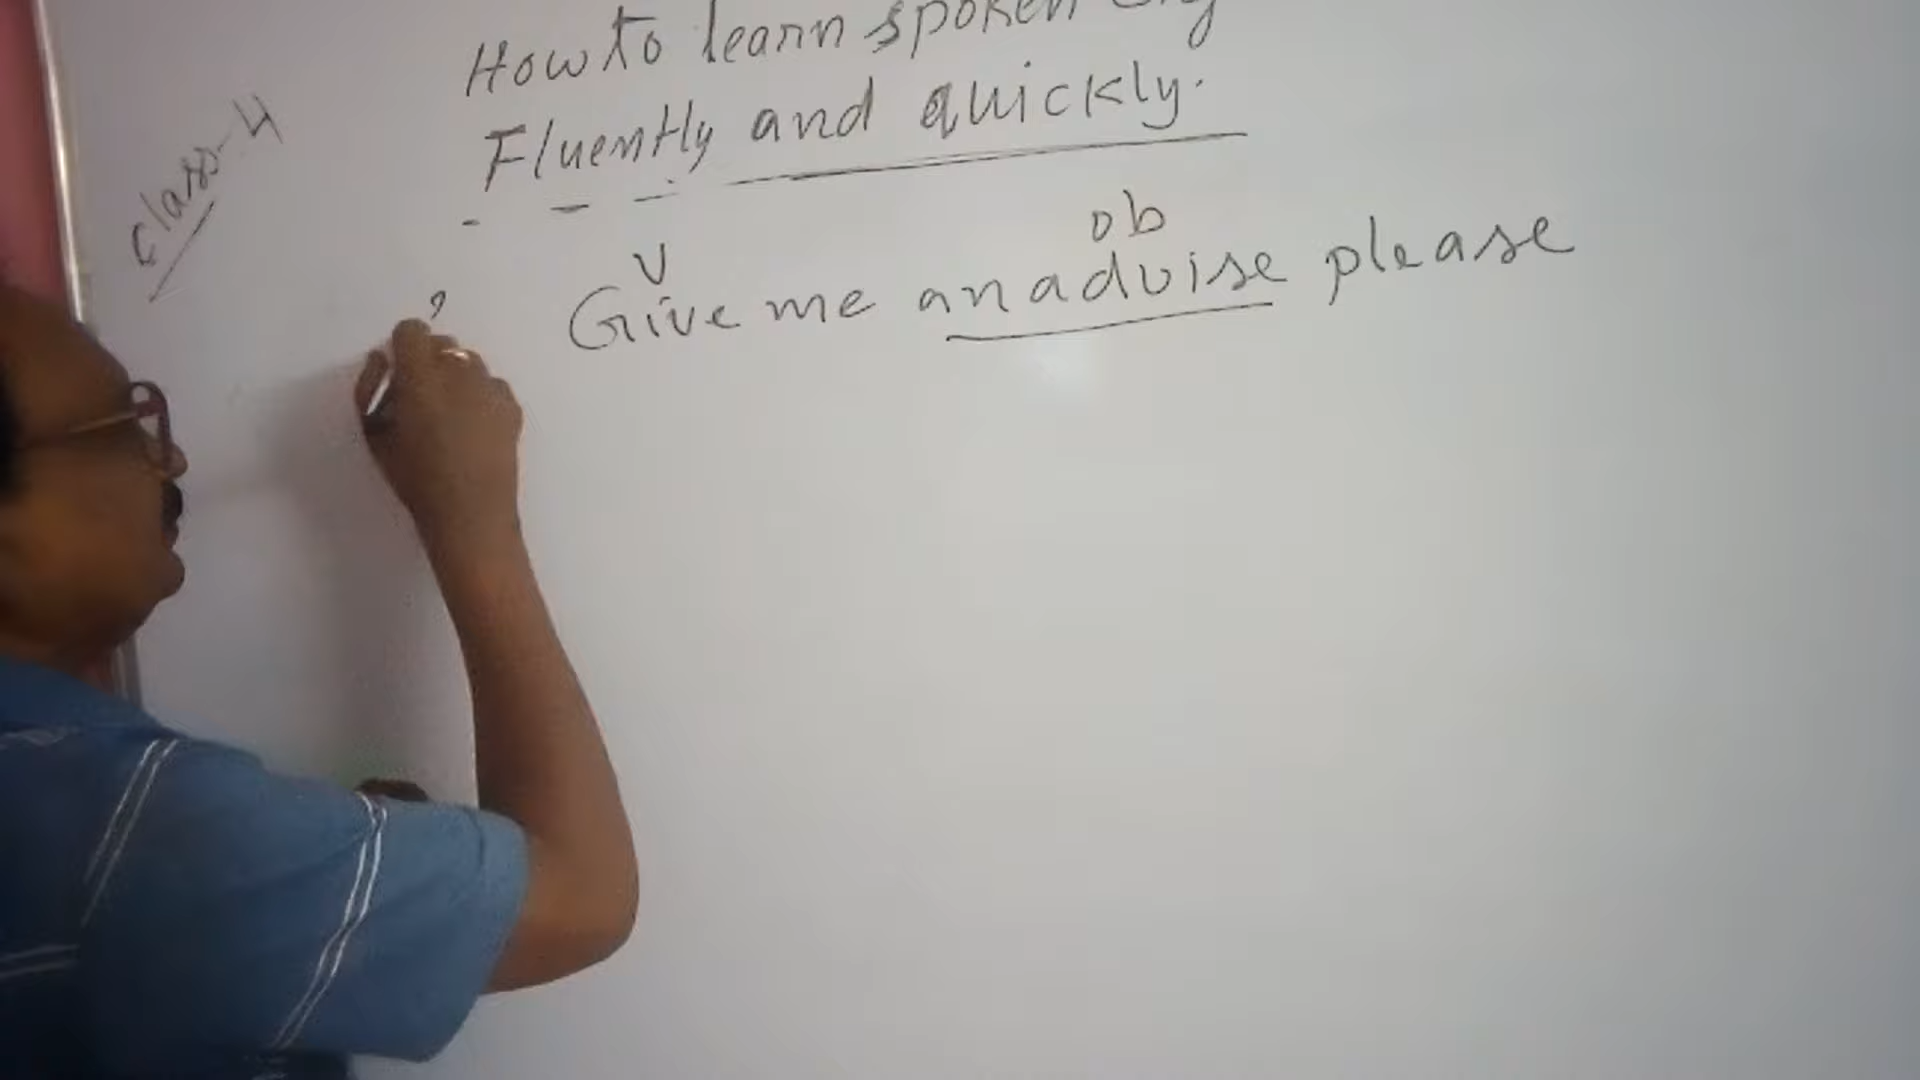 How to learn spoken
Fluently and quickly.
class-4
v ob
? Give me an advise please